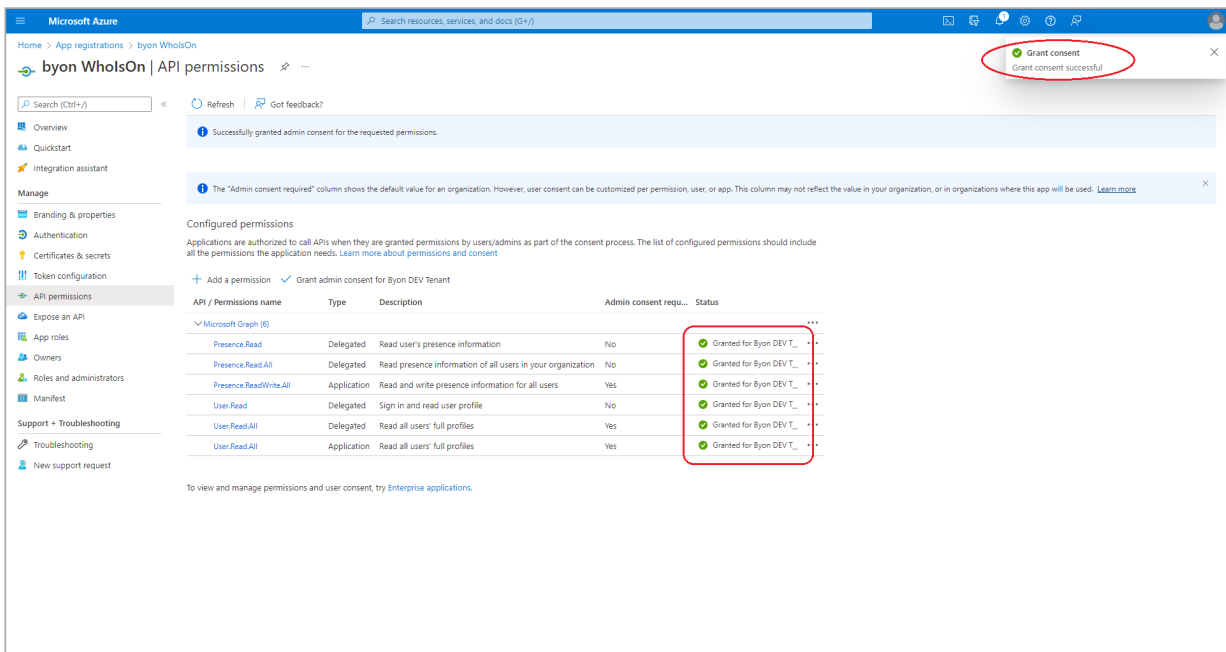 Microsoft Azure
Search resources, services, and docs (G+/)
1
Home > App registrations > byon WhoIsOn
byon WhoIsOn | API permissions
Grant consent
Grant consent successful
Search (Ctrl+/)
Refresh
Got feedback?
Successfully granted admin consent for the requested permissions.
Overview
Quickstart
Integration assistant
The "Admin consent required" column shows the default value for an organization. However, user consent can be customized per permission, user, or app. This column may not reflect the value in your organization, or in organizations where this app will be used. Learn more
Manage
Branding & properties
Authentication
Certificates & secrets
Token configuration
API permissions
Expose an API
App roles
Owners
Roles and administrators
Manifest
Support + Troubleshooting
Troubleshooting
New support request
Configured permissions
Applications are authorized to call APIs when they are granted permissions by users/admins as part of the consent process. The list of configured permissions should include
all the permissions the application needs. Learn more about permissions and consent
Add a permission
Grant admin consent for Byon DEV Tenant
API / Permissions name Type Description Admin consent requ... Status
Microsoft Graph (6)
Presence.Read Delegated Read user's presence information No Granted for Byon DEV T...
Presence.Read.All Delegated Read presence information of all users in your organization No Granted for Byon DEV T...
Presence.ReadWrite.All Application Read and write presence information for all users Yes Granted for Byon DEV T...
User.Read Delegated Sign in and read user profile No Granted for Byon DEV T...
User.Read.All Delegated Read all users' full profiles Yes Granted for Byon DEV T...
User.Read.All Application Read all users' full profiles Yes Granted for Byon DEV T...
To view and manage permissions and user consent, try Enterprise applications.